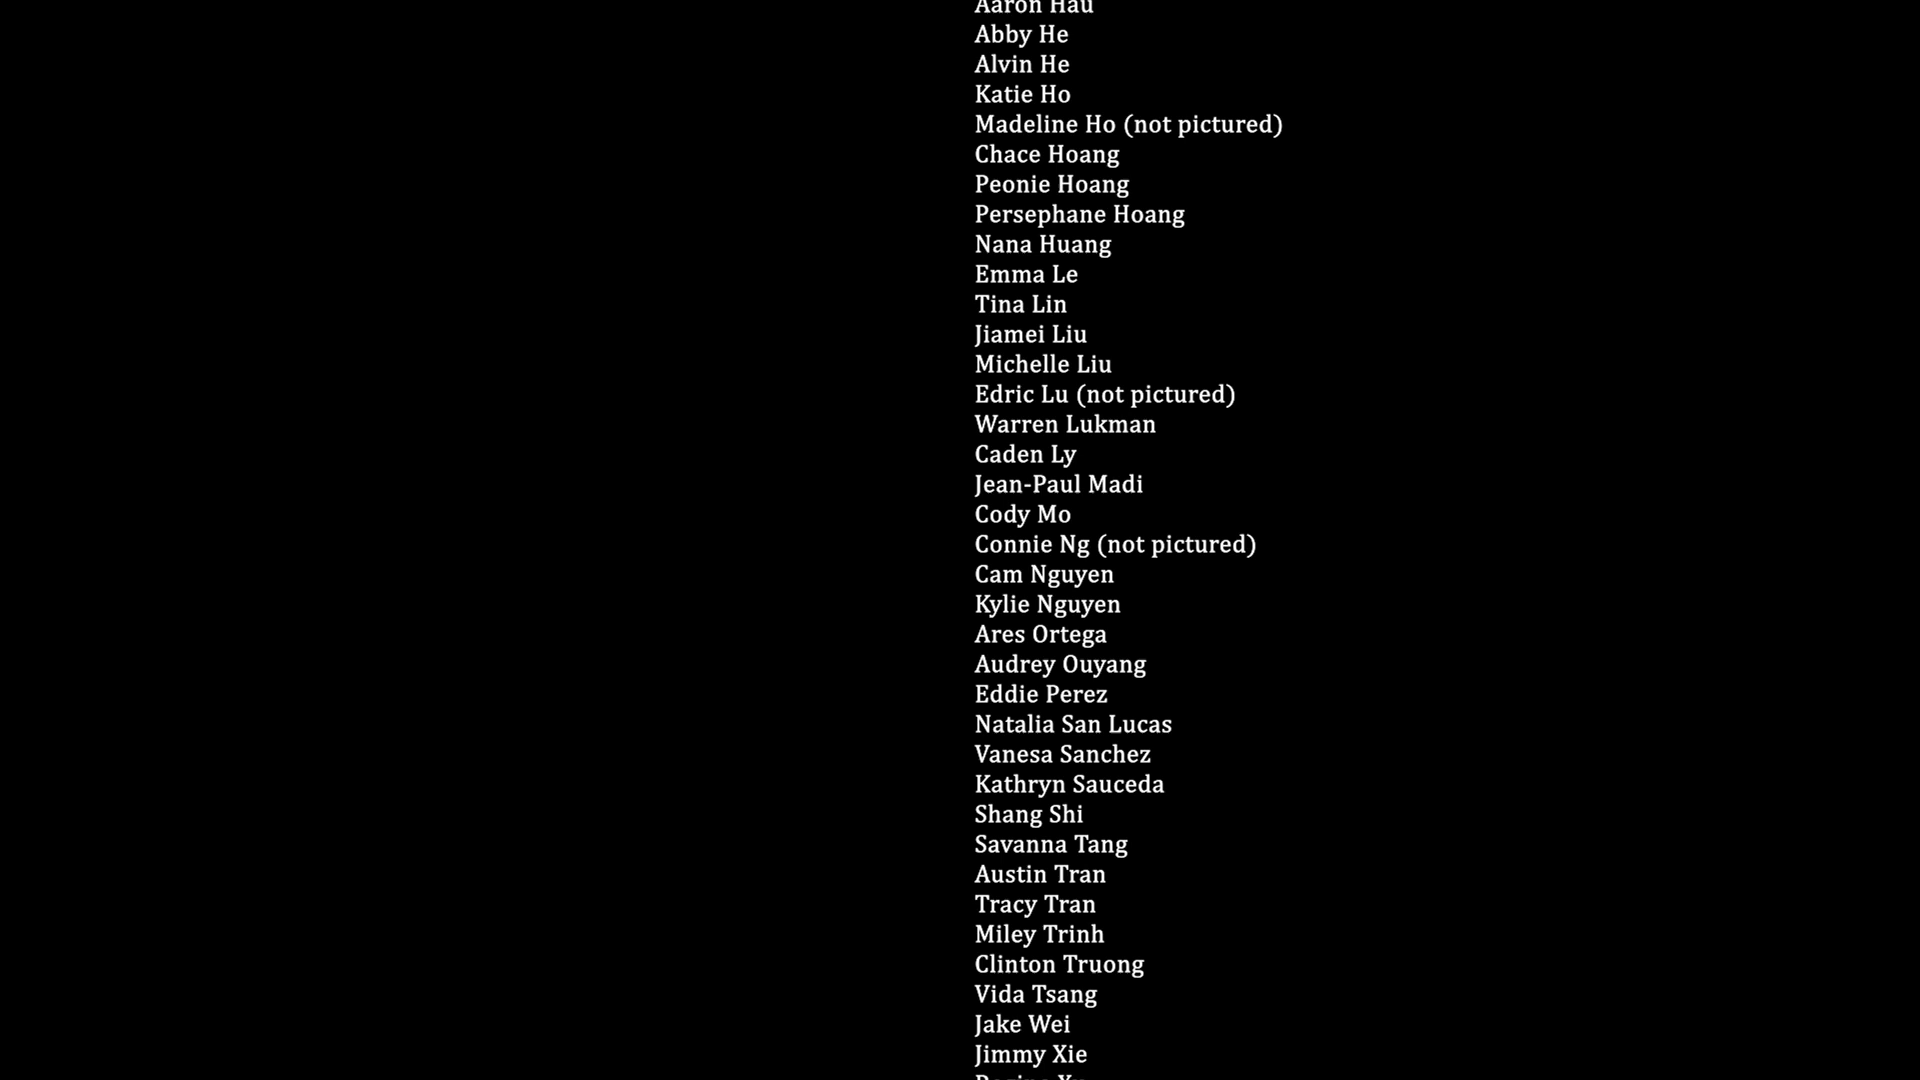 Aaron Hau
Abby He
Alvin He
Katie Ho
Madeline Ho (not pictured)
Chace Hoang
Peonie Hoang
Persephane Hoang
Nana Huang
Emma Le
Tina Lin
Jiamei Liu
Michelle Liu
Edric Lu (not pictured)
Warren Lukman
Caden Ly
Jean-Paul Madi
Cody Mo
Connie Ng (not pictured)
Cam Nguyen
Kylie Nguyen
Ares Ortega
Audrey Ouyang
Eddie Perez
Natalia San Lucas
Vanesa Sanchez
Kathryn Sauceda
Shang Shi
Savanna Tang
Austin Tran
Tracy Tran
Miley Trinh
Clinton Truong
Vida Tsang
Jake Wei
Jimmy Xie